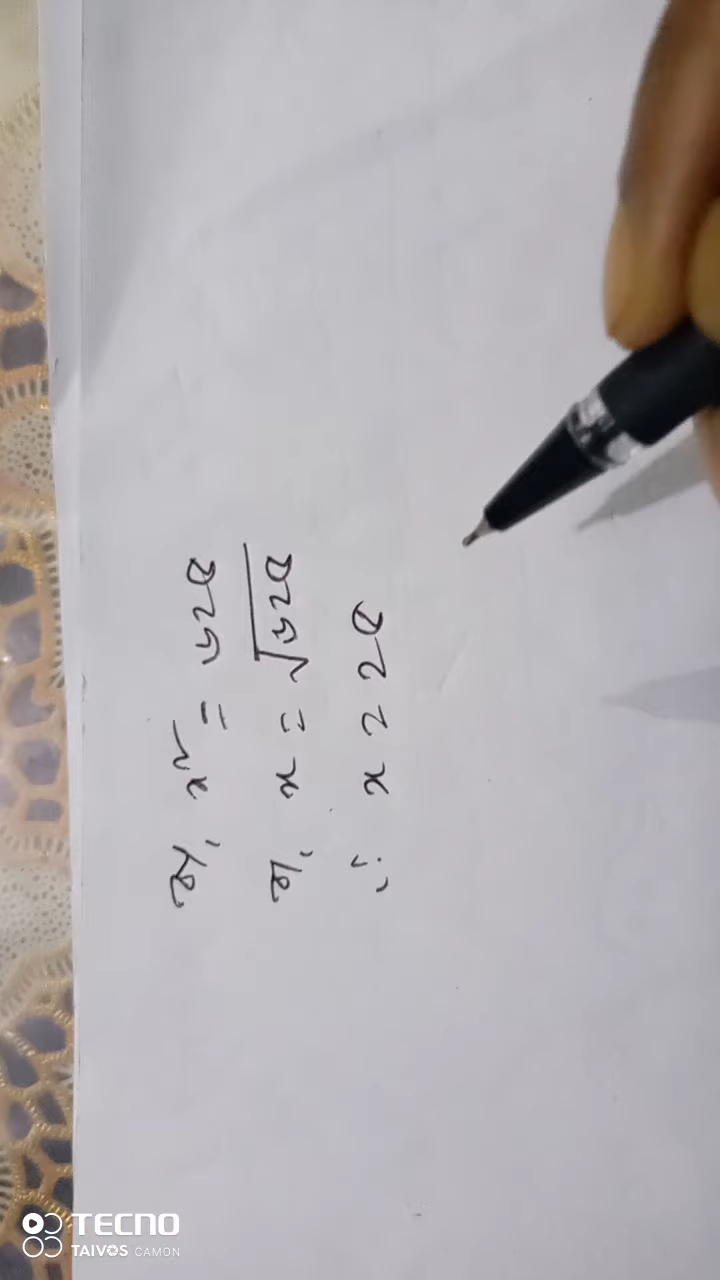 বা, x² = ৬২৫
বা, x = √৬২৫
∴ x = ২৫
TECNO
TAIVOS CAMON